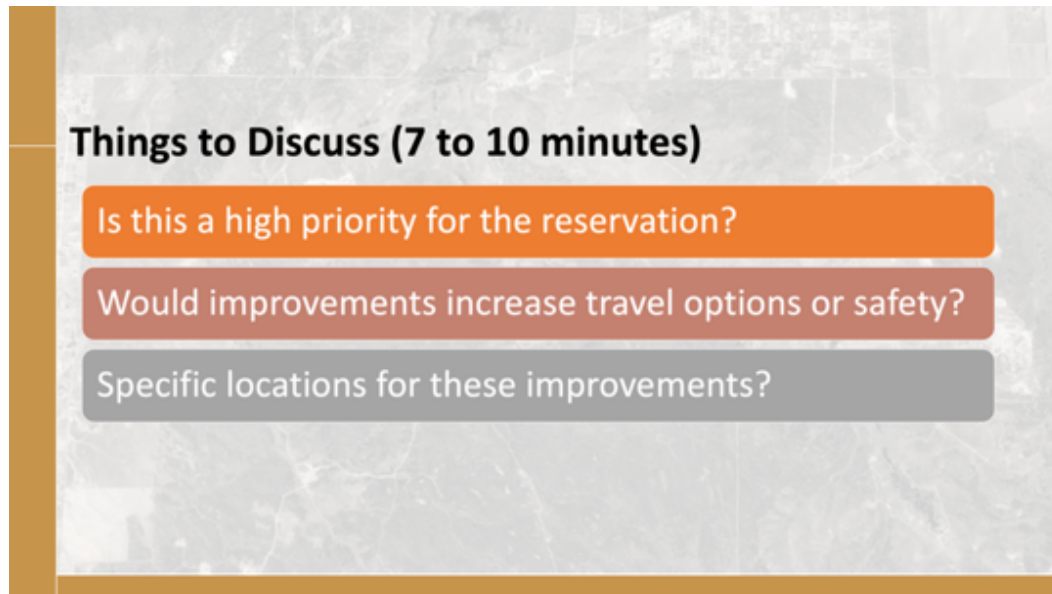 Things to Discuss (7 to 10 minutes)
Is this a high priority for the reservation?
Would improvements increase travel options or safety?
Specific locations for these improvements?